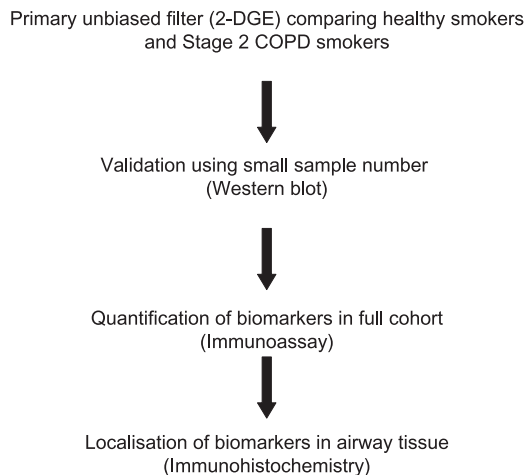 Primary unbiased filter (2-DGE) comparing healthy smokers
and Stage 2 COPD smokers
Validation using small sample number
(Western blot)
Quantification of biomarkers in full cohort
(Immunoassay)
Localisation of biomarkers in airway tissue
(Immunohistochemistry)